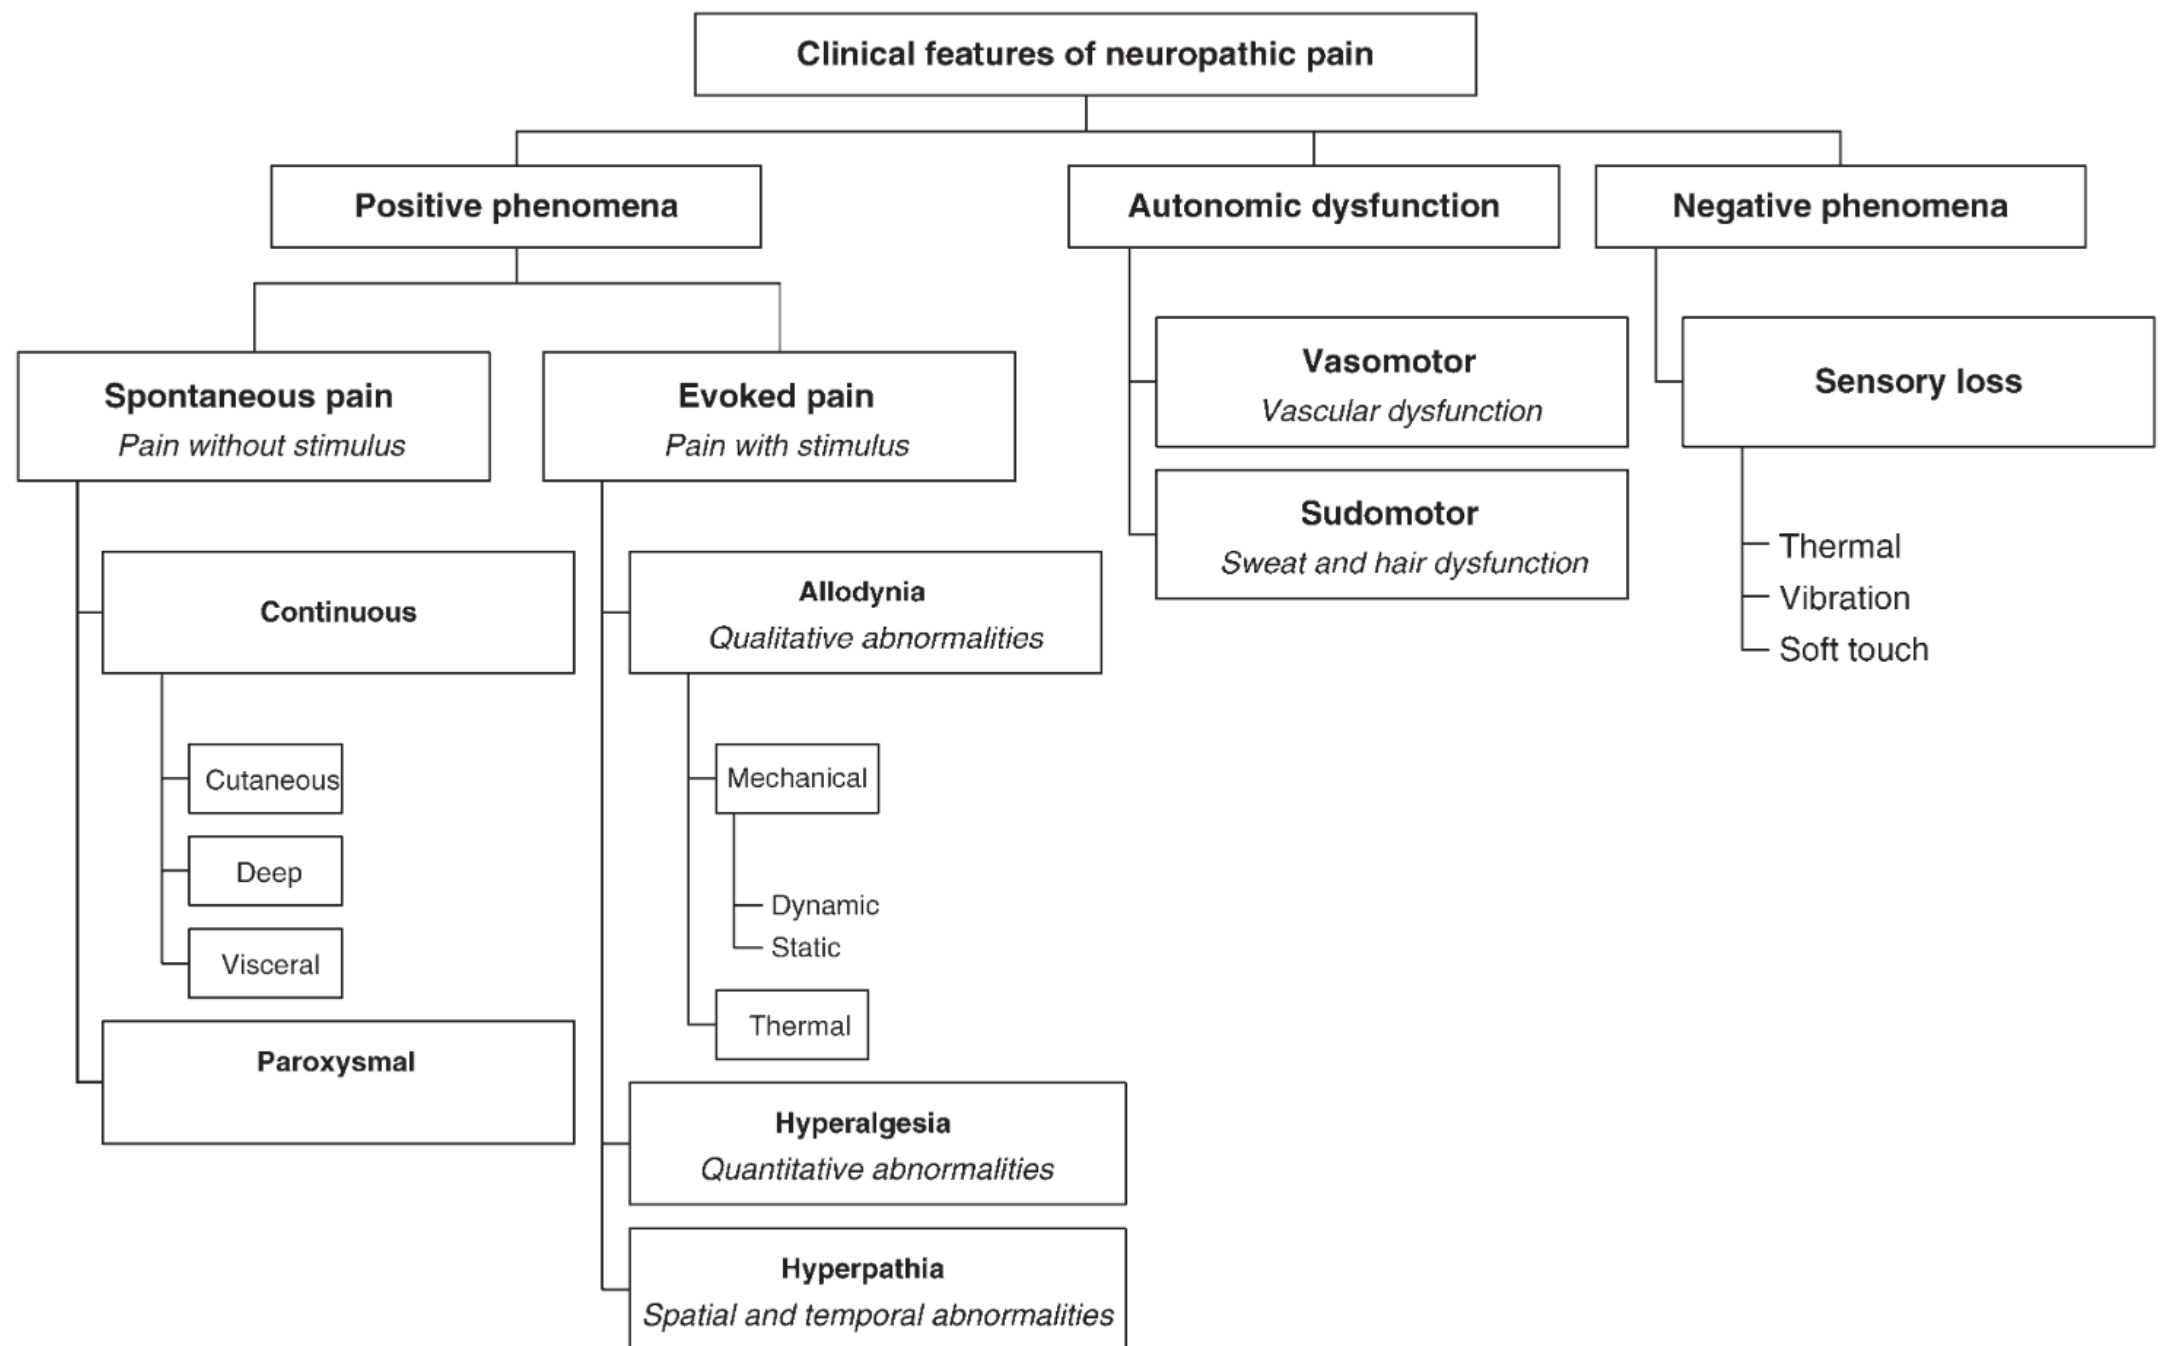 Clinical features of neuropathic pain
Positive phenomena
Autonomic dysfunction
Negative phenomena
Spontaneous pain
Pain without stimulus
Evoked pain
Pain with stimulus
Vasomotor
Vascular dysfunction
Sensory loss
Sudomotor
Sweat and hair dysfunction
Thermal
Vibration
Soft touch
Continuous
Cutaneous
Deep
Visceral
Paroxysmal
Allodynia
Qualitative abnormalities
Mechanical
Dynamic
Static
Thermal
Hyperalgesia
Quantitative abnormalities
Hyperpathia
Spatial and temporal abnormalities